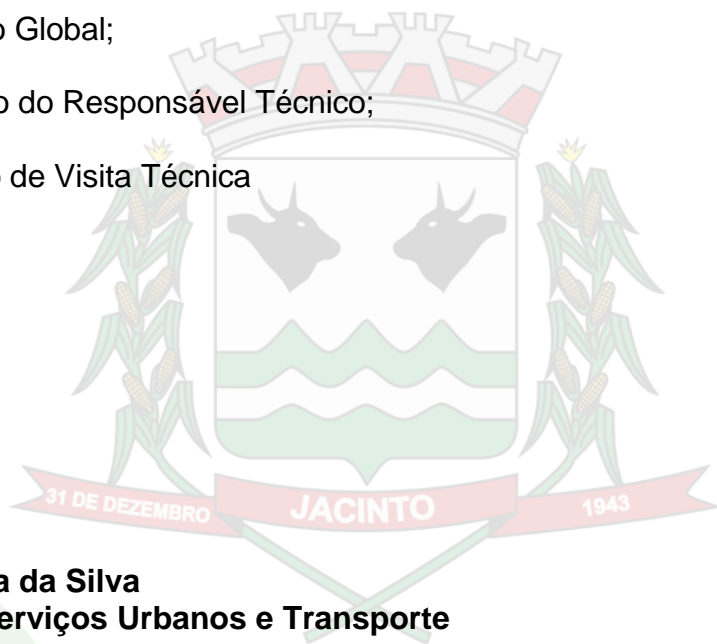 o Global;
o do Responsável Técnico;
o de Visita Técnica
31 DE DEZEMBRO JACINTO 1943
a da Silva
erviços Urbanos e Transporte